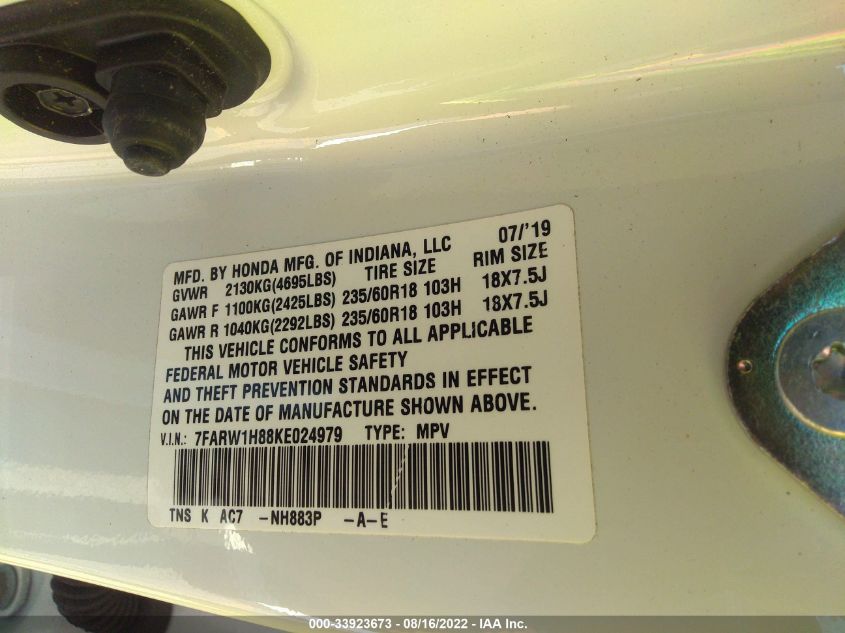 MFD. BY HONDA MFG. OF INDIANA, LLC 07/'19
GVWR 2130KG(4695LBS) TIRE SIZE RIM SIZE
GAWR F 1100KG(2425LBS) 235/60R18 103H 18X7.5J
GAWR R 1040KG(2292LBS) 235/60R18 103H 18X7.5J
THIS VEHICLE CONFORMS TO ALL APPLICABLE
FEDERAL MOTOR VEHICLE SAFETY
AND THEFT PREVENTION STANDARDS IN EFFECT
ON THE DATE OF MANUFACTURE SHOWN ABOVE.
V.I.N.: 7FARW1H88KE024979 TYPE: MPV
TNS K AC7 -NH883P -A-E
000-33923673 - 08/16/2022 - IAA Inc.